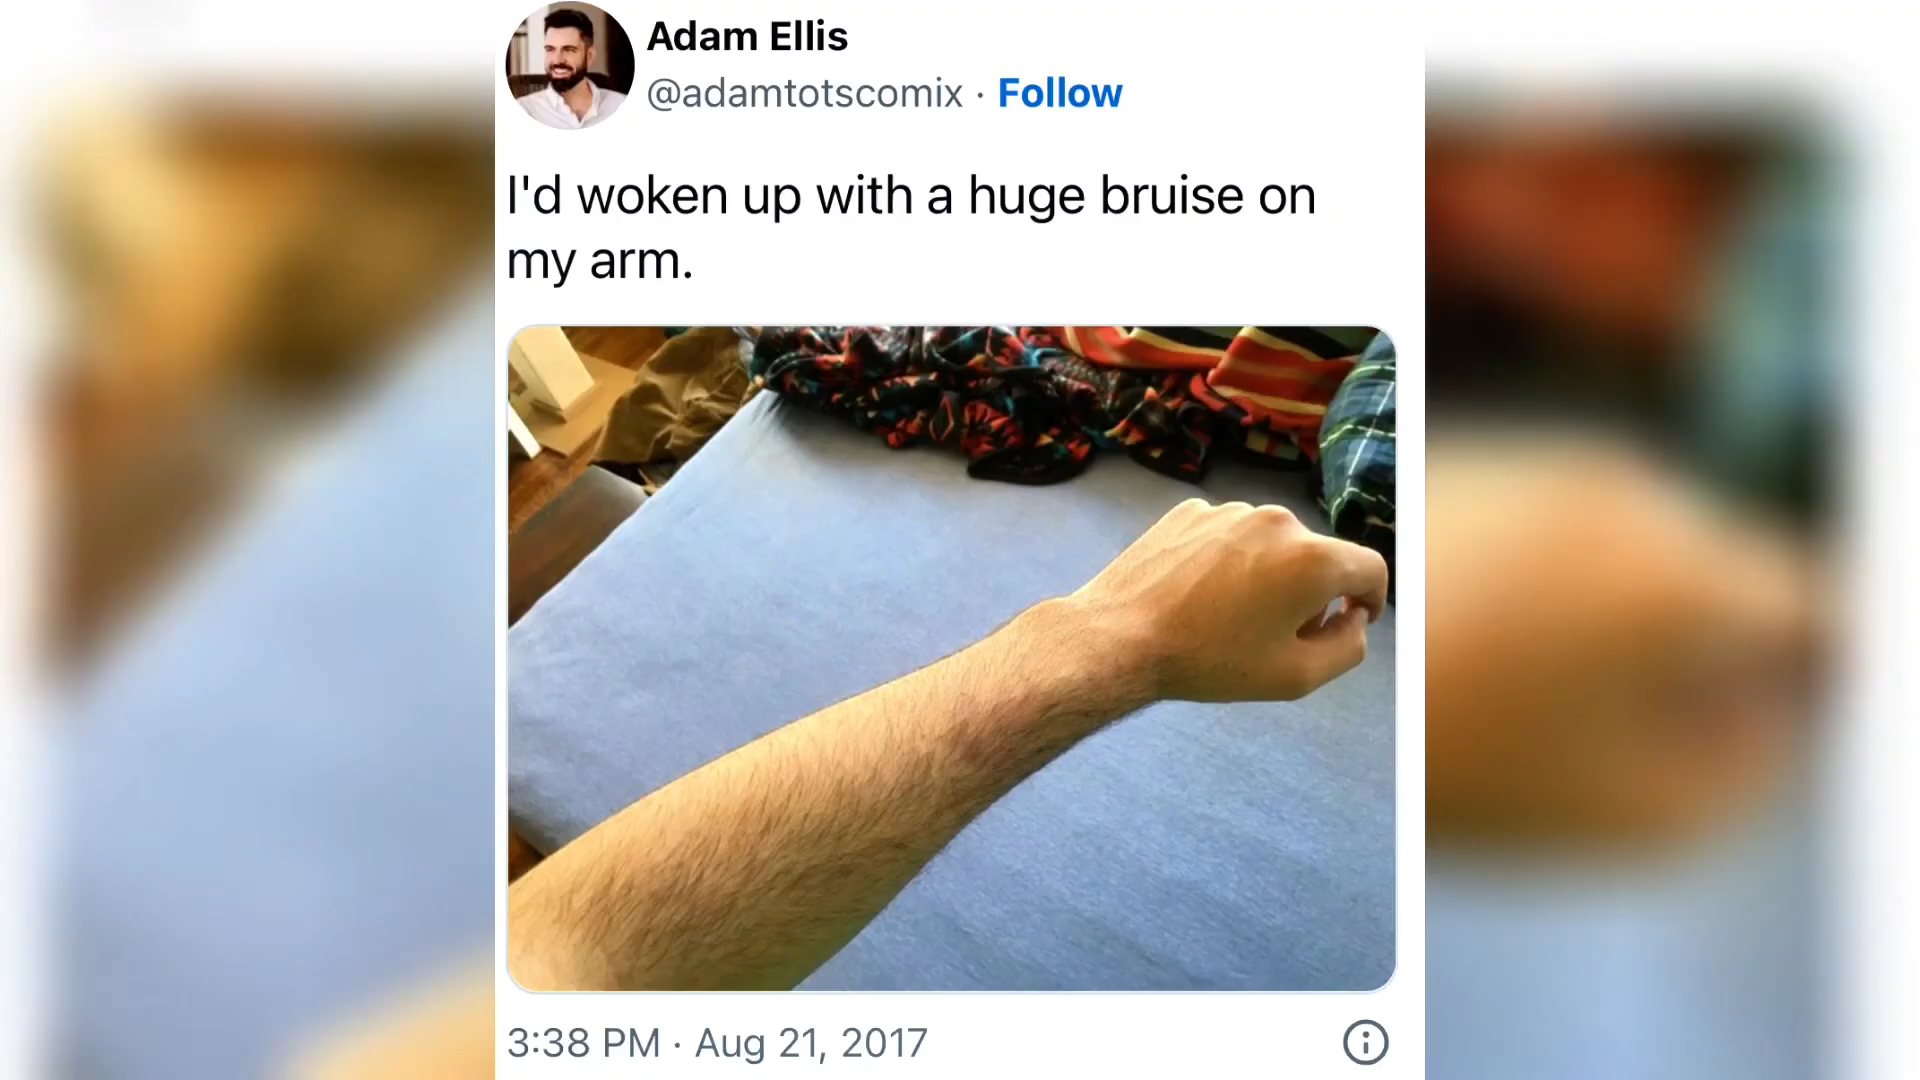 Adam Ellis
@adamtotscomix · Follow
I'd woken up with a huge bruise on
my arm.
3:38 PM · Aug 21, 2017